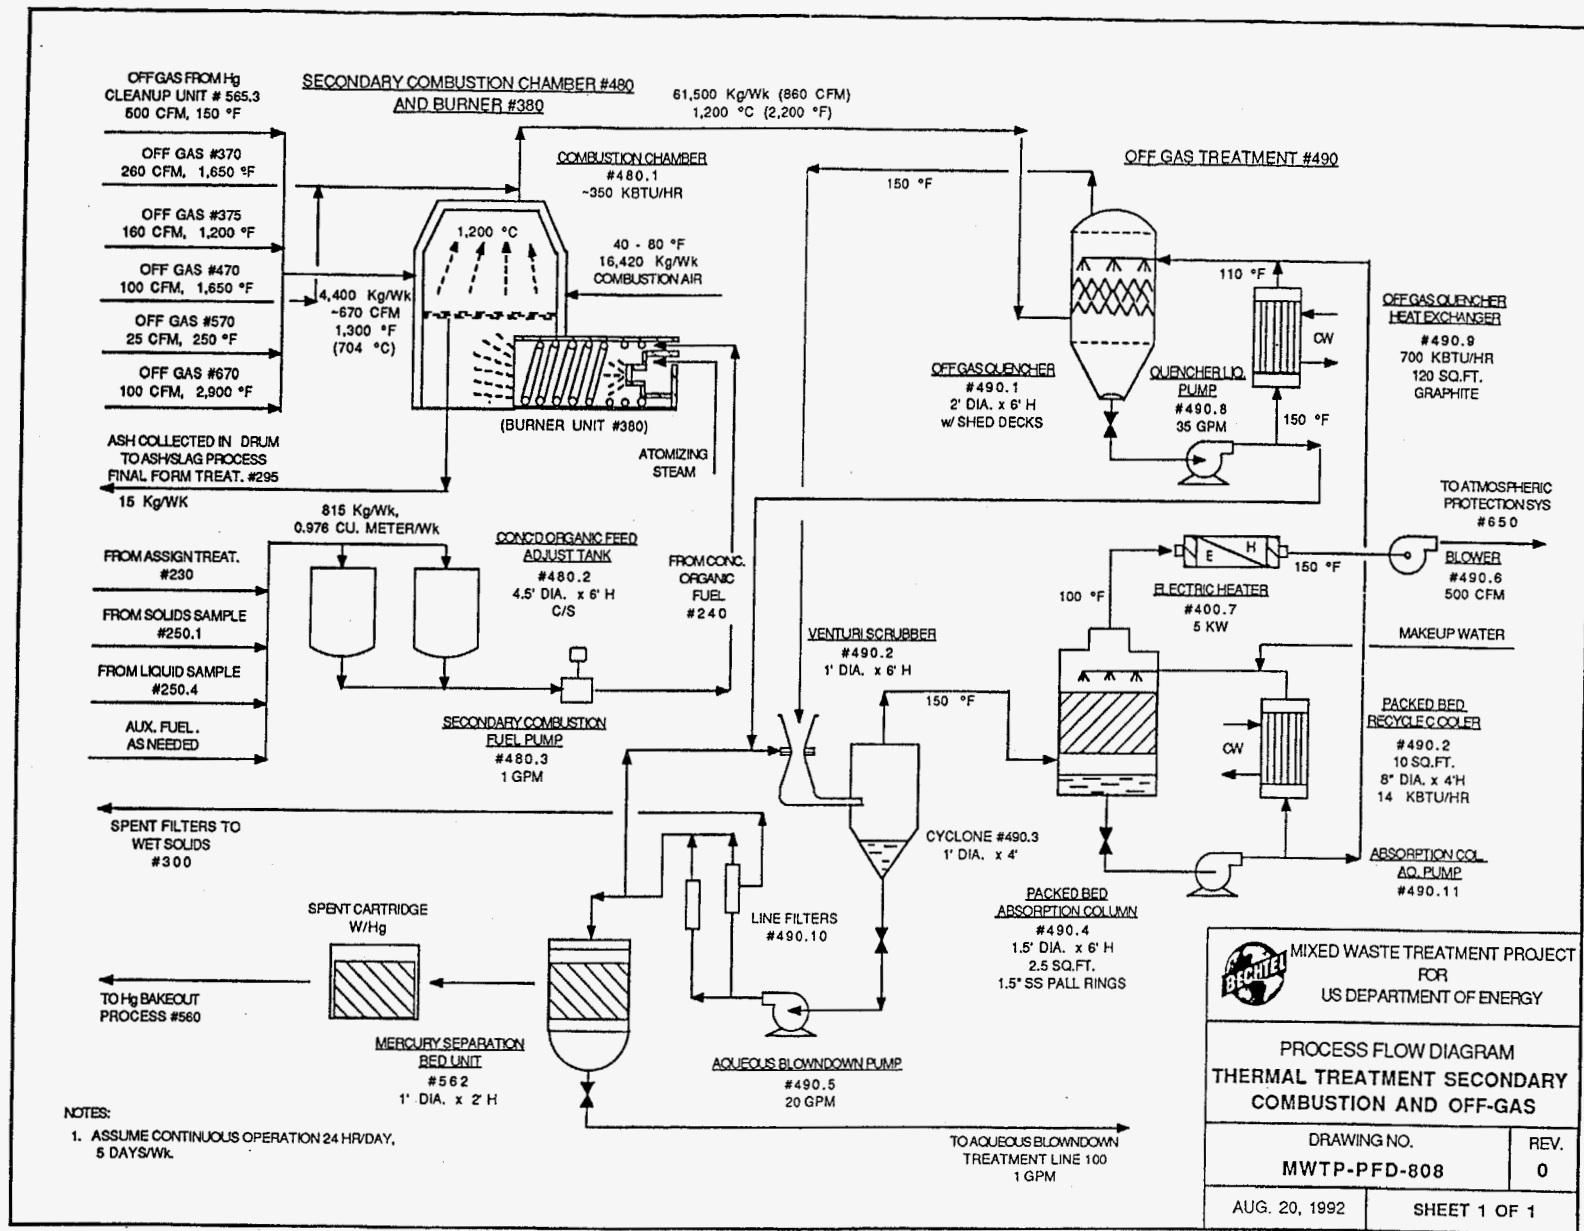 OFF GAS FROM Hg
CLEANUP UNIT # 565.3
500 CFM, 150 °F
OFF GAS #370
260 CFM, 1,650 °F
OFF GAS #375
160 CFM, 1,200 °F
OFF GAS #470
100 CFM, 1,650 °F
OFF GAS #570
25 CFM, 250 °F
OFF GAS #670
100 CFM, 2,900 °F
ASH COLLECTED IN DRUM
TO ASH/SLAG PROCESS
FINAL FORM TREAT. #295
15 Kg/WK
SECONDARY COMBUSTION CHAMBER #480
AND BURNER #380
61,500 Kg/Wk (860 CFM)
1,200 °C (2,200 °F)
COMBUSTION CHAMBER
#480.1
~350 KBTU/HR
1,200 °C
40 - 80 °F
16,420 Kg/Wk
COMBUSTION AIR
4,400 Kg/Wk
~670 CFM
1,300 °F
(704 °C)
(BURNER UNIT #380)
ATOMIZING
STEAM
OFF GAS TREATMENT #490
150 °F
110 °F
CW
OFF GAS QUENCHER
HEAT EXCHANGER
#490.9
700 KBTU/HR
120 SQ.FT.
GRAPHITE
OFF GAS QUENCHER
#490.1
2' DIA. x 6' H
w/ SHED DECKS
QUENCHER LIQ.
PUMP
#490.8
35 GPM
150 °F
815 Kg/Wk,
0.976 CU. METER/Wk
FROM ASSIGN TREAT.
#230
FROM SOLIDS SAMPLE
#250.1
FROM LIQUID SAMPLE
#250.4
AUX. FUEL.
AS NEEDED
CONC'D ORGANIC FEED
ADJUST TANK
#480.2
4.5' DIA. x 6' H
C/S
FROM CONC.
ORGANIC
FUEL
#240
SECONDARY COMBUSTION
FUEL PUMP
#480.3
1 GPM
VENTURI SCRUBBER
#490.2
1' DIA. x 6' H
TO ATMOSPHERIC
PROTECTION SYS
#650
E H
150 °F
BLOWER
#490.6
500 CFM
100 °F
ELECTRIC HEATER
#400.7
5 KW
MAKEUP WATER
150 °F
CW
PACKED BED
RECYCLE COOLER
#490.2
10 SQ.FT.
8" DIA. x 4'H
14 KBTU/HR
SPENT FILTERS TO
WET SOLIDS
#300
CYCLONE #490.3
1' DIA. x 4'
ABSORPTION COL.
AQ. PUMP
#490.11
PACKED BED
ABSORPTION COLUMN
#490.4
1.5' DIA. x 6' H
2.5 SQ.FT.
1.5" SS PALL RINGS
LINE FILTERS
#490.10
SPENT CARTRIDGE
W/Hg
TO Hg BAKEOUT
PROCESS #560
MERCURY SEPARATION
BED UNIT
#562
1' DIA. x 2' H
AQUEOUS BLOWNDOWN PUMP
#490.5
20 GPM
TO AQUEOUS BLOWNDOWN
TREATMENT LINE 100
1 GPM
NOTES:
1. ASSUME CONTINUOUS OPERATION 24 HR/DAY,
5 DAYS/Wk.
BECHTEL
MIXED WASTE TREATMENT PROJECT
FOR
US DEPARTMENT OF ENERGY
PROCESS FLOW DIAGRAM
THERMAL TREATMENT SECONDARY
COMBUSTION AND OFF-GAS
DRAWING NO.
MWTP-PFD-808
REV.
0
AUG. 20, 1992
SHEET 1 OF 1